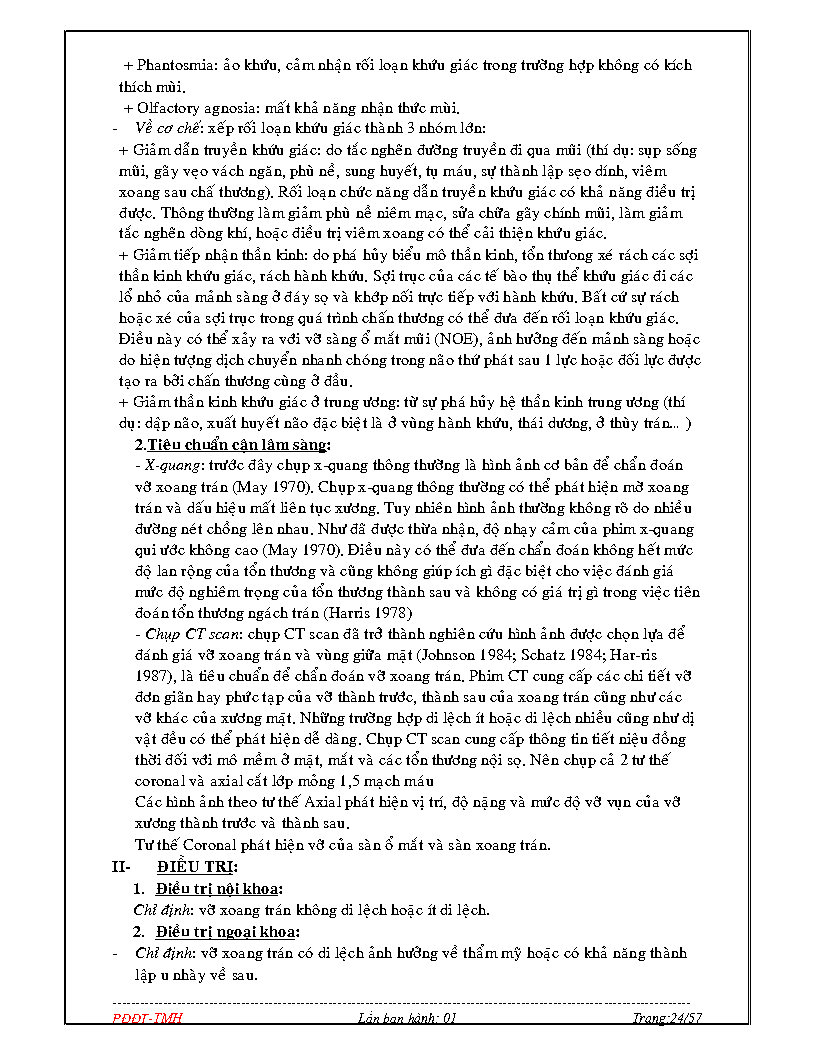 + Phantosmia: ảo khứu, cảm nhận rối loạn khứu giác trong trường hợp không có kích
thích mùi.
+ Olfactory agnosia: mất khả năng nhận thức mùi.
- Về cơ chế: xếp rối loạn khứu giác thành 3 nhóm lớn:
+ Giảm dẫn truyền khứu giác: do tắc nghẽn đường truyền đi qua mũi (thí dụ: sụp sống
mũi, gãy vẹo vách ngăn, phù nề, sung huyết, tụ máu, sự thành lập sẹo dính, viêm
xoang sau chấ thương). Rối loạn chức năng dẫn truyền khứu giác có khả năng điều trị
được. Thông thường làm giảm phù nề niêm mạc, sửa chữa gãy chính mũi, làm giảm
tắc nghẽn dòng khí, hoặc điều trị viêm xoang có thể cải thiện khứu giác.
+ Giảm tiếp nhận thần kinh: do phá hủy biểu mô thần kinh, tổn thưong xé rách các sợi
thần kinh khứu giác, rách hành khứu. Sợi trục của các tế bào thụ thể khứu giác đi các
lổ nhỏ của mảnh sàng ở đáy sọ và khớp nối trực tiếp với hành khứu. Bất cứ sự rách
hoặc xé của sợi trục trong quá trình chấn thương có thể đưa đến rối loạn khứu giác.
Điều này có thể xảy ra với vỡ sàng ổ mắt mũi (NOE), ảnh hưởng đến mảnh sàng hoặc
do hiện tượng dịch chuyển nhanh chóng trong não thứ phát sau 1 lực hoặc đối lực được
tạo ra bởi chấn thương cùng ở đầu.
+ Giảm thần kinh khứu giác ở trung ương: từ sự phá hủy hệ thần kinh trung ương (thí
dụ: dập não, xuất huyết não đặc biệt là ở vùng hành khứu, thái dương, ở thùy trán... )
2.Tiêu chuẩn cận lâm sàng:
- X-quang: trước đây chụp x-quang thông thường là hình ảnh cơ bản để chẩn đoán
vỡ xoang trán (May 1970). Chụp x-quang thông thường có thể phát hiện mờ xoang
trán và dấu hiệu mất liên tục xương. Tuy nhiên hình ảnh thường không rõ do nhiều
đường nét chồng lên nhau. Như đã được thừa nhận, độ nhạy cảm của phim x-quang
qui ước không cao (May 1970). Điều này có thể đưa đến chẩn đoán không hết mức
độ lan rộng của tổn thương và cũng không giúp ích gì đặc biệt cho việc đánh giá
mức độ nghiêm trọng của tổn thương thành sau và không có giá trị gì trong việc tiên
đoán tổn thương ngách trán (Harris 1978)
- Chụp CT scan: chụp CT scan đã trở thành nghiên cứu hình ảnh được chọn lựa để
đánh giá vỡ xoang trán và vùng giữa mặt (Johnson 1984; Schatz 1984; Har-ris
1987), là tiêu chuẩn để chẩn đoán vỡ xoang trán. Phim CT cung cấp các chi tiết vỡ
đơn giãn hay phức tạp của vỡ thành trước, thành sau của xoang trán cũng như các
vỡ khác của xương mặt. Những trường hợp di lệch ít hoặc di lệch nhiều cũng như dị
vật đều có thể phát hiện dễ dàng. Chụp CT scan cung cấp thông tin tiết niệu đồng
thời đối với mô mềm ở mặt, mắt và các tổn thương nội sọ. Nên chụp cả 2 tư thế
coronal và axial cắt lớp mỏng 1,5 mạch máu
Các hình ảnh theo tư thế Axial phát hiện vị trí, độ nặng và mức độ vỡ vụn của vỡ
xương thành trước và thành sau.
Tư thế Coronal phát hiện vỡ của sàn ổ mắt và sàn xoang trán.
II- ĐIỀU TRỊ:
1. Điều trị nội khoa:
Chỉ định: vỡ xoang trán không di lệch hoặc ít di lệch.
2. Điều trị ngoại khoa:
- Chỉ định: vỡ xoang trán có di lệch ảnh hưởng về thẩm mỹ hoặc có khả năng thành
lập u nhày về sau.
PĐĐT-TMH Lần ban hành: 01 Trang:24/57